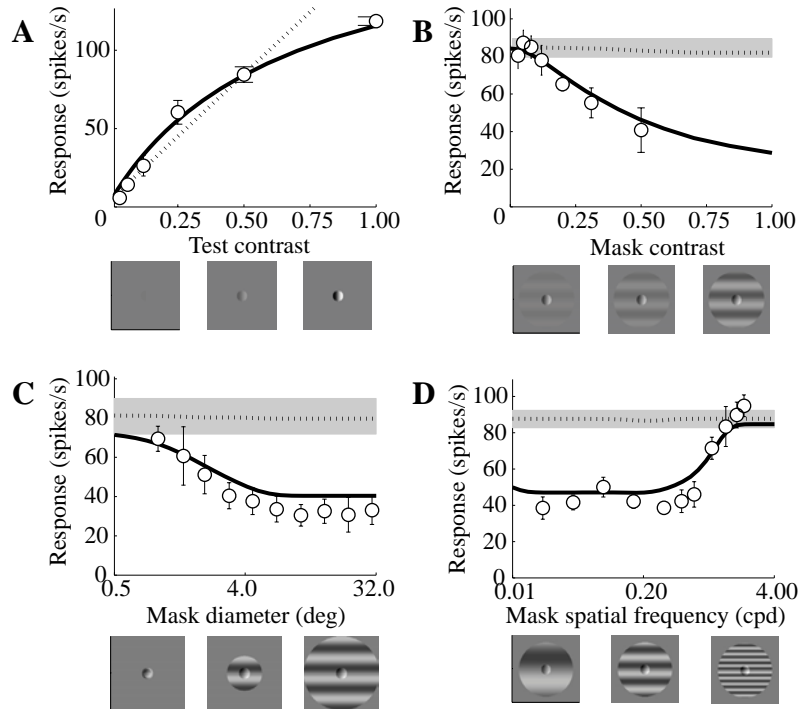 A
Response (spikes/s)
100
50
0
0.25
0.50
0.75
1.00
Test contrast
B
Response (spikes/s)
100
80
60
40
20
0
0.25
0.50
0.75
1.00
Mask contrast
C
Response (spikes/s)
100
80
60
40
20
0
0.5
4.0
32.0
Mask diameter (deg)
D
Response (spikes/s)
100
80
60
40
20
0
0.01
0.20
4.00
Mask spatial frequency (cpd)